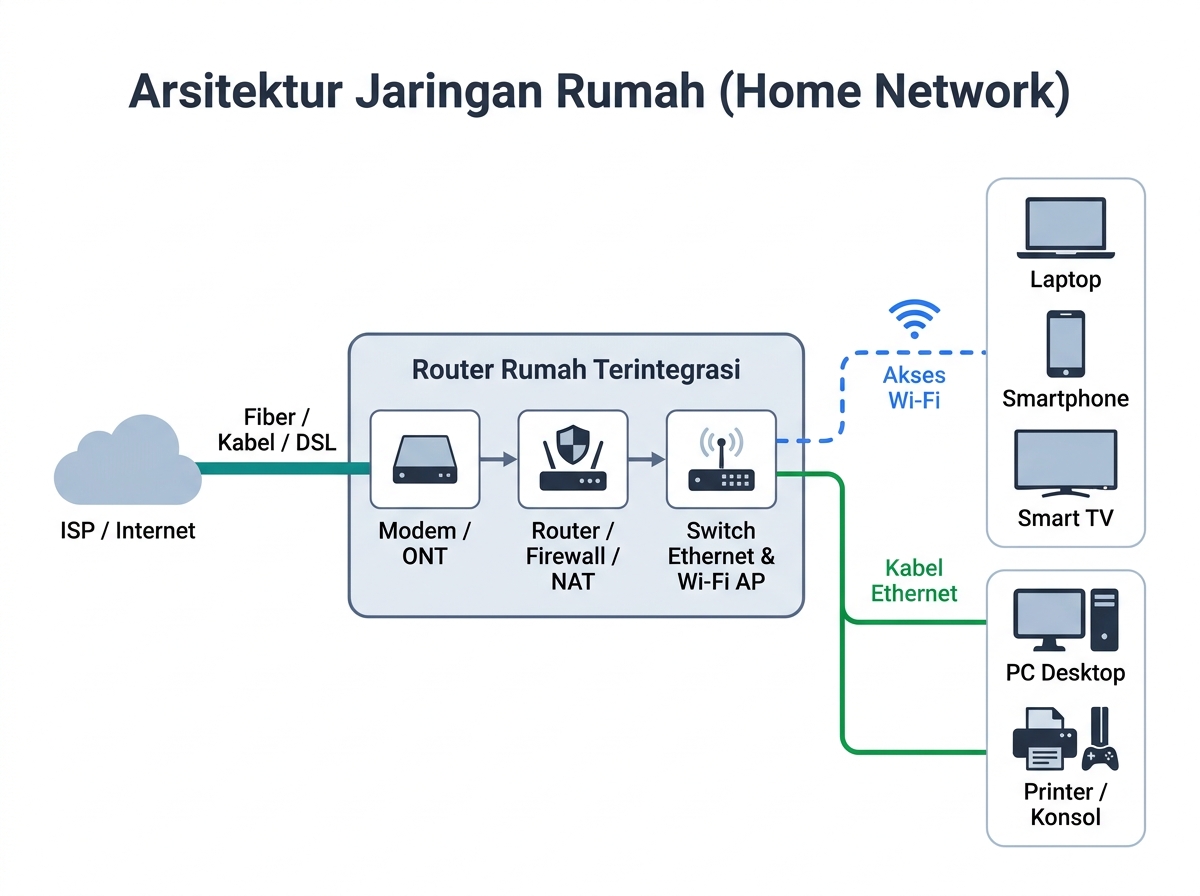 Arsitektur Jaringan Rumah (Home Network)
ISP / Internet
Fiber /
Kabel / DSL
Router Rumah Terintegrasi
Modem /
ONT
Router /
Firewall /
NAT
Switch
Ethernet &
Wi-Fi AP
Akses
Wi-Fi
Kabel
Ethernet
Laptop
Smartphone
Smart TV
PC Desktop
Printer /
Konsol